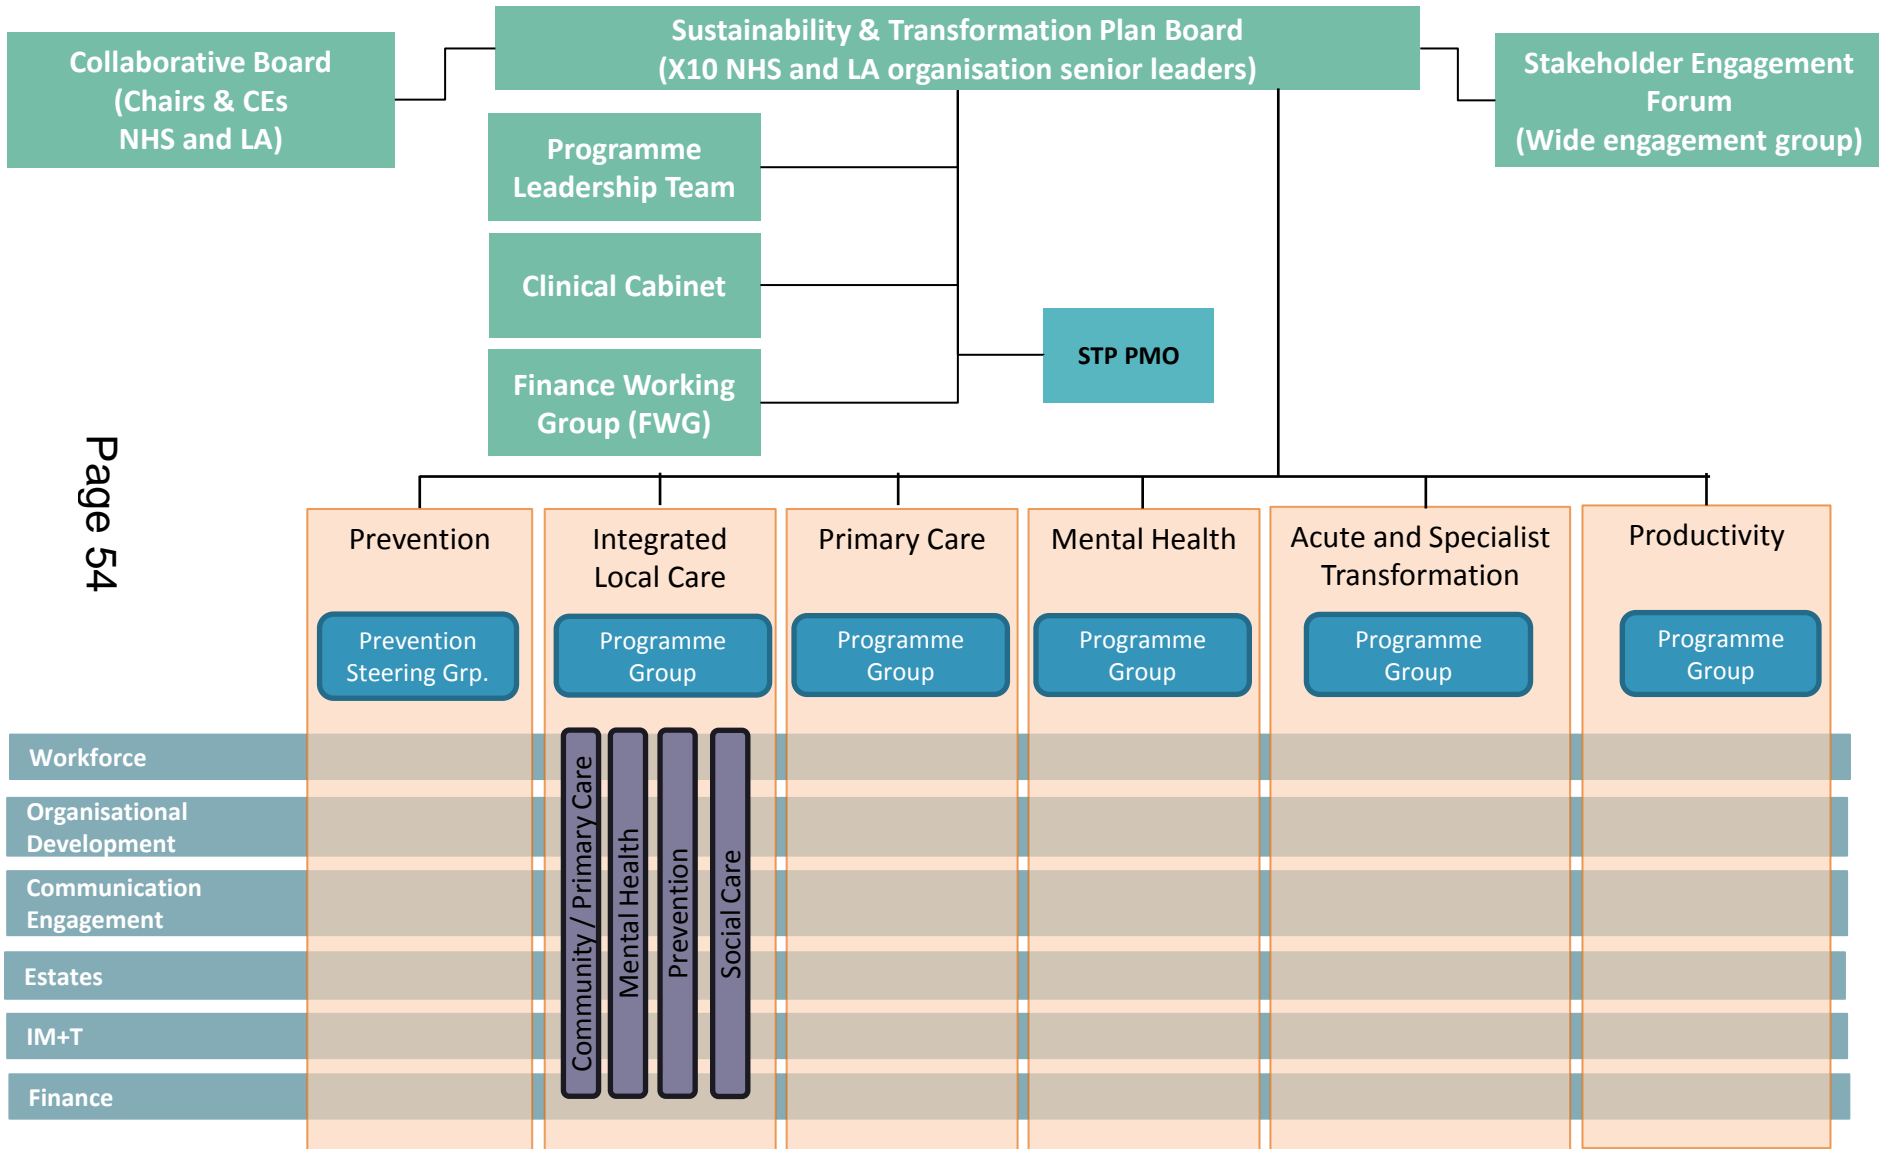 Sustainability & Transformation Plan Board
(X10 NHS and LA organisation senior leaders)
Collaborative Board
(Chairs & CEs
NHS and LA)
Stakeholder Engagement
Forum
(Wide engagement group)
Programme
Leadership Team
Clinical Cabinet
STP PMO
Finance Working
Group (FWG)
Page 54
Prevention
Integrated
Local Care
Primary Care
Mental Health
Acute and Specialist
Transformation
Productivity
Prevention
Steering Grp.
Programme
Group
Programme
Group
Programme
Group
Programme
Group
Programme
Group
Workforce
Organisational
Development
Communication
Engagement
Estates
IM+T
Finance
Community / Primary Care
Mental Health
Prevention
Social Care